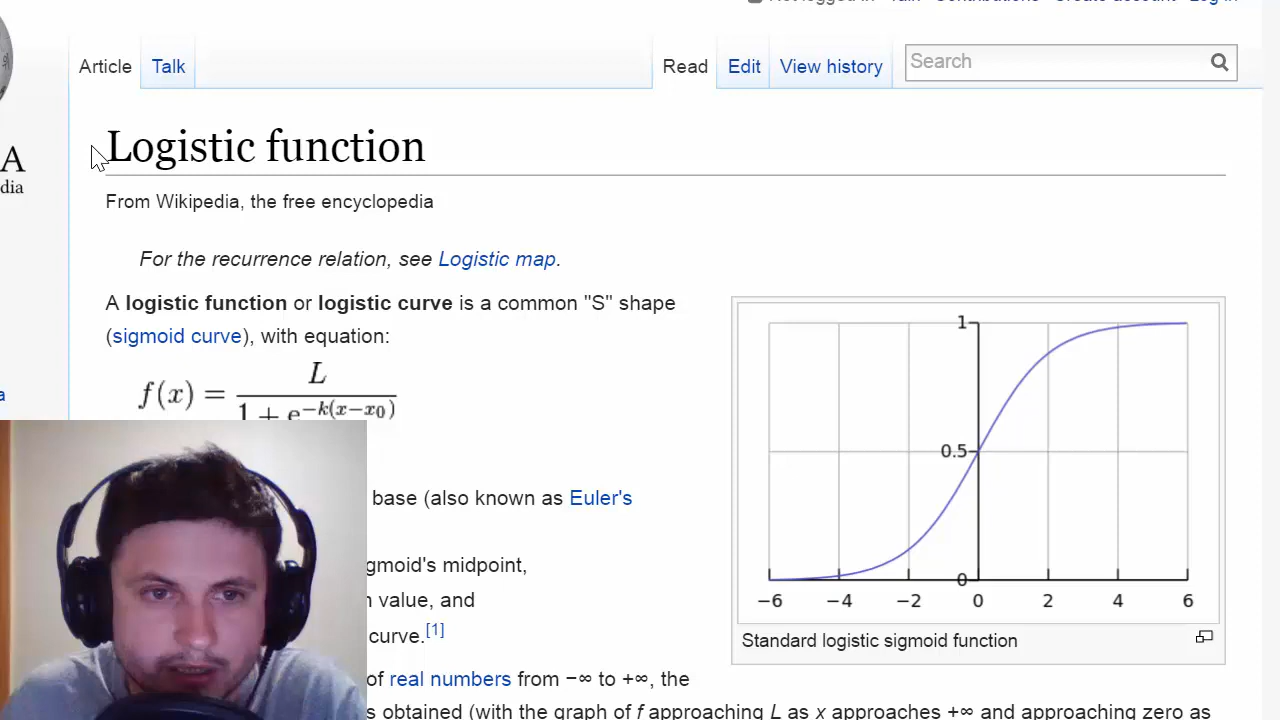 Article Talk Read Edit View history Search
Logistic function
A
dia
From Wikipedia, the free encyclopedia
For the recurrence relation, see Logistic map.
A logistic function or logistic curve is a common "S" shape
(sigmoid curve), with equation:
f(x) = L / 1 + e^−k(x−x0)
base (also known as Euler's
gmoid's midpoint,
value, and
curve.[1]
of real numbers from −∞ to +∞, the
s obtained (with the graph of f approaching L as x approaches +∞ and approaching zero as
1
0.5
0
−6 −4 −2 0 2 4 6
Standard logistic sigmoid function